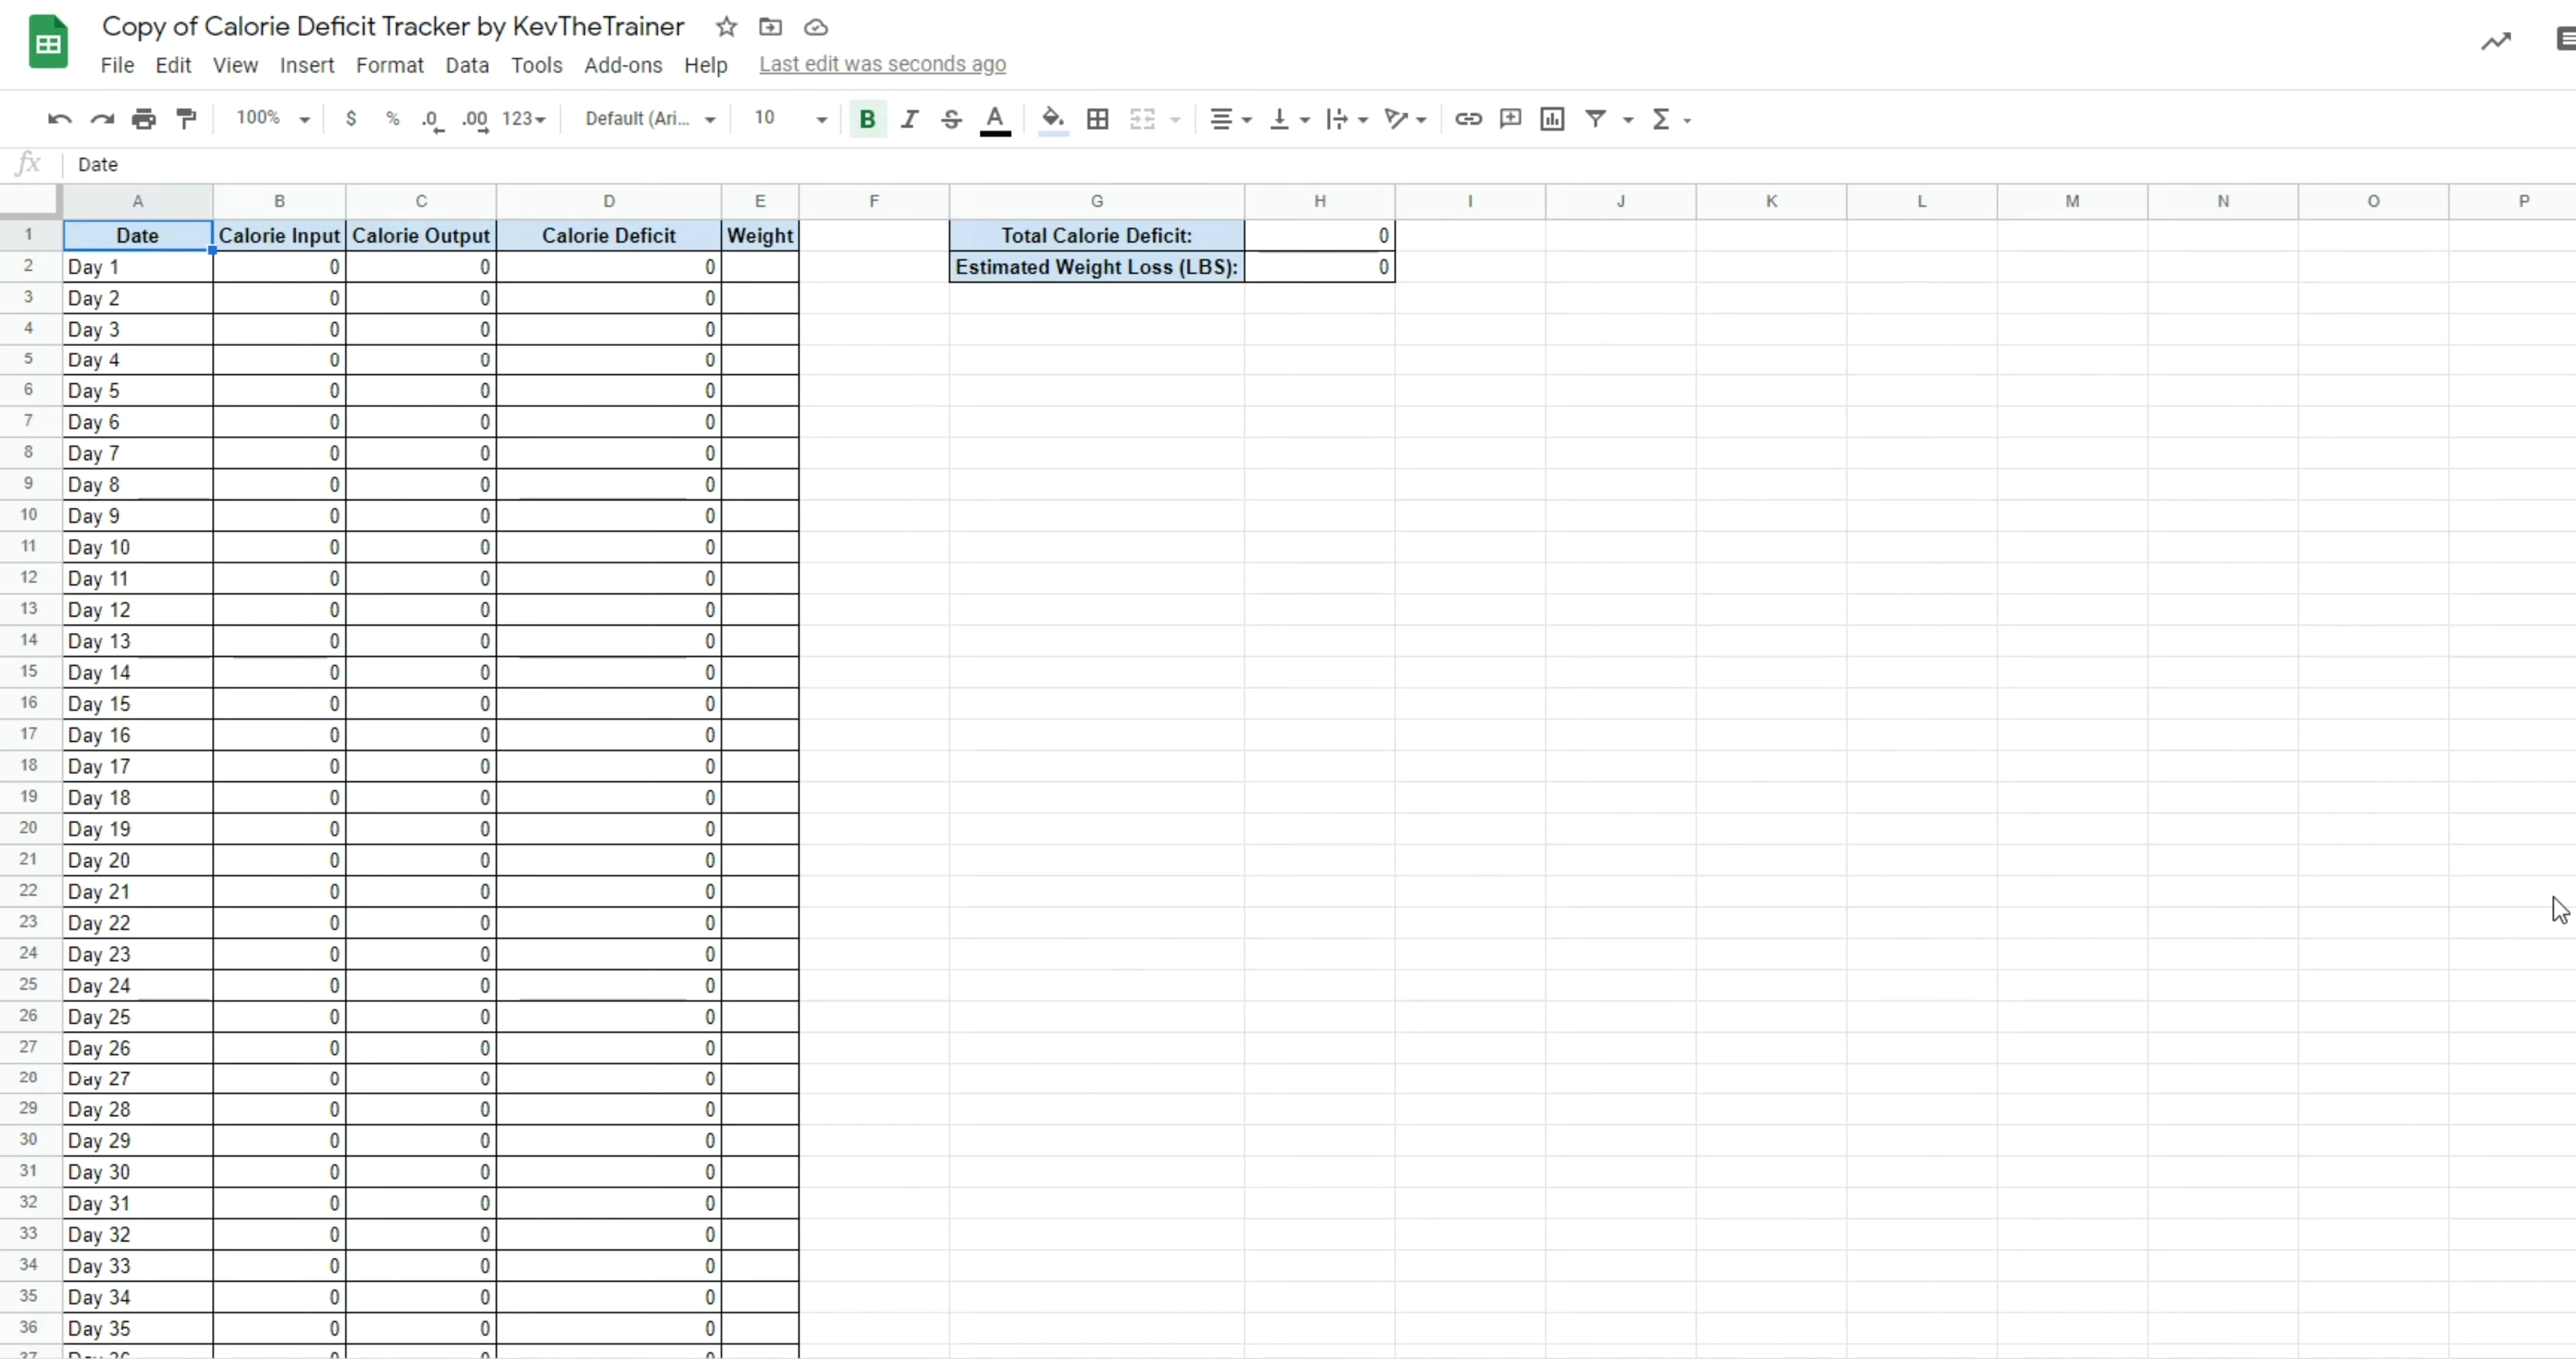 Copy of Calorie Deficit Tracker by KevTheTrainer
File Edit View Insert Format Data Tools Add-ons Help Last edit was seconds ago
100% $ % .0 .00 123 Default (Ari... 10 B I S A Σ
fx Date
A B C D E F G H I J K L M N O P
1 Date Calorie Input Calorie Output Calorie Deficit Weight Total Calorie Deficit: 0
2 Day 1 0 0 0 Estimated Weight Loss (LBS): 0
3 Day 2 0 0 0
4 Day 3 0 0 0
5 Day 4 0 0 0
6 Day 5 0 0 0
7 Day 6 0 0 0
8 Day 7 0 0 0
9 Day 8 0 0 0
10 Day 9 0 0 0
11 Day 10 0 0 0
12 Day 11 0 0 0
13 Day 12 0 0 0
14 Day 13 0 0 0
15 Day 14 0 0 0
16 Day 15 0 0 0
17 Day 16 0 0 0
18 Day 17 0 0 0
19 Day 18 0 0 0
20 Day 19 0 0 0
21 Day 20 0 0 0
22 Day 21 0 0 0
23 Day 22 0 0 0
24 Day 23 0 0 0
25 Day 24 0 0 0
26 Day 25 0 0 0
27 Day 26 0 0 0
28 Day 27 0 0 0
29 Day 28 0 0 0
30 Day 29 0 0 0
31 Day 30 0 0 0
32 Day 31 0 0 0
33 Day 32 0 0 0
34 Day 33 0 0 0
35 Day 34 0 0 0
36 Day 35 0 0 0